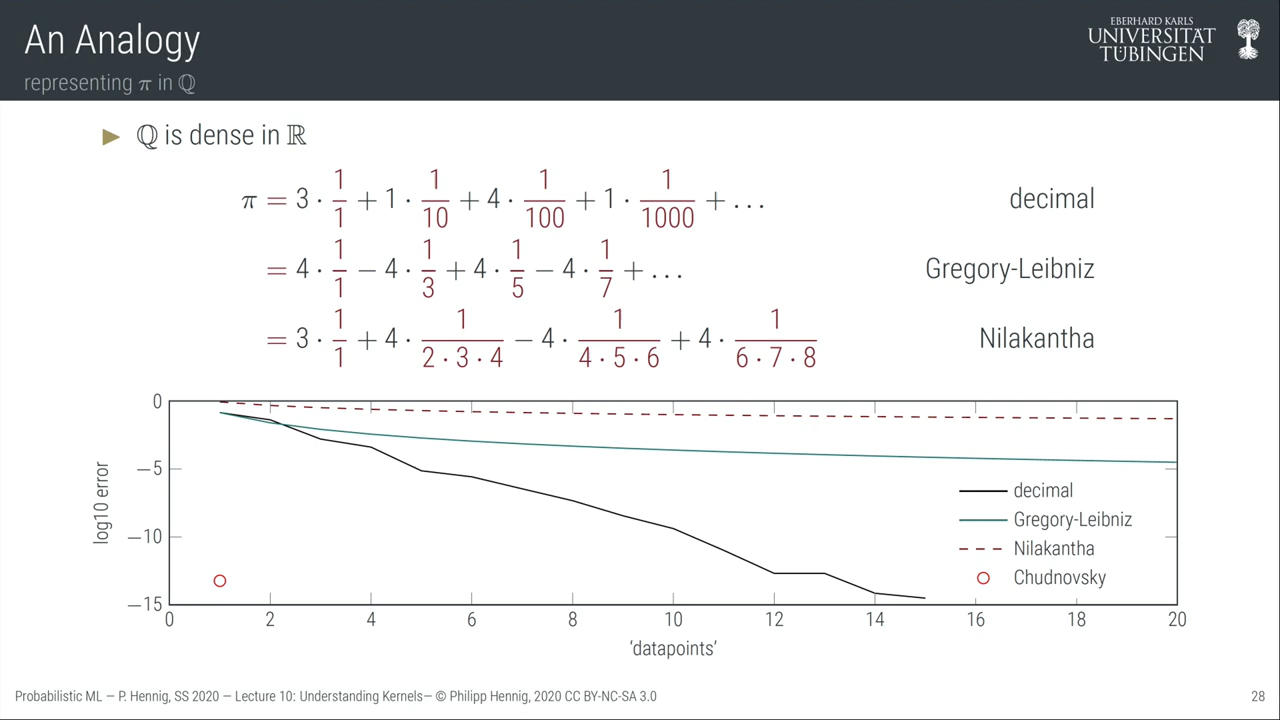 An Analogy
representing π in ℚ
EBERHARD KARLS
UNIVERSITÄT
TÜBINGEN
► ℚ is dense in ℝ
π = 3 · 1/1 + 1 · 1/10 + 4 · 1/100 + 1 · 1/1000 + … decimal
= 4 · 1/1 − 4 · 1/3 + 4 · 1/5 − 4 · 1/7 + … Gregory-Leibniz
= 3 · 1/1 + 4 · 1/(2 · 3 · 4) − 4 · 1/(4 · 5 · 6) + 4 · 1/(6 · 7 · 8) Nilakantha
0
−5
−10
−15
log10 error
decimal
Gregory-Leibniz
Nilakantha
Chudnovsky
0 2 4 6 8 10 12 14 16 18 20
‘datapoints’
Probabilistic ML — P. Hennig, SS 2020 — Lecture 10: Understanding Kernels— © Philipp Hennig, 2020 CC BY-NC-SA 3.0 28